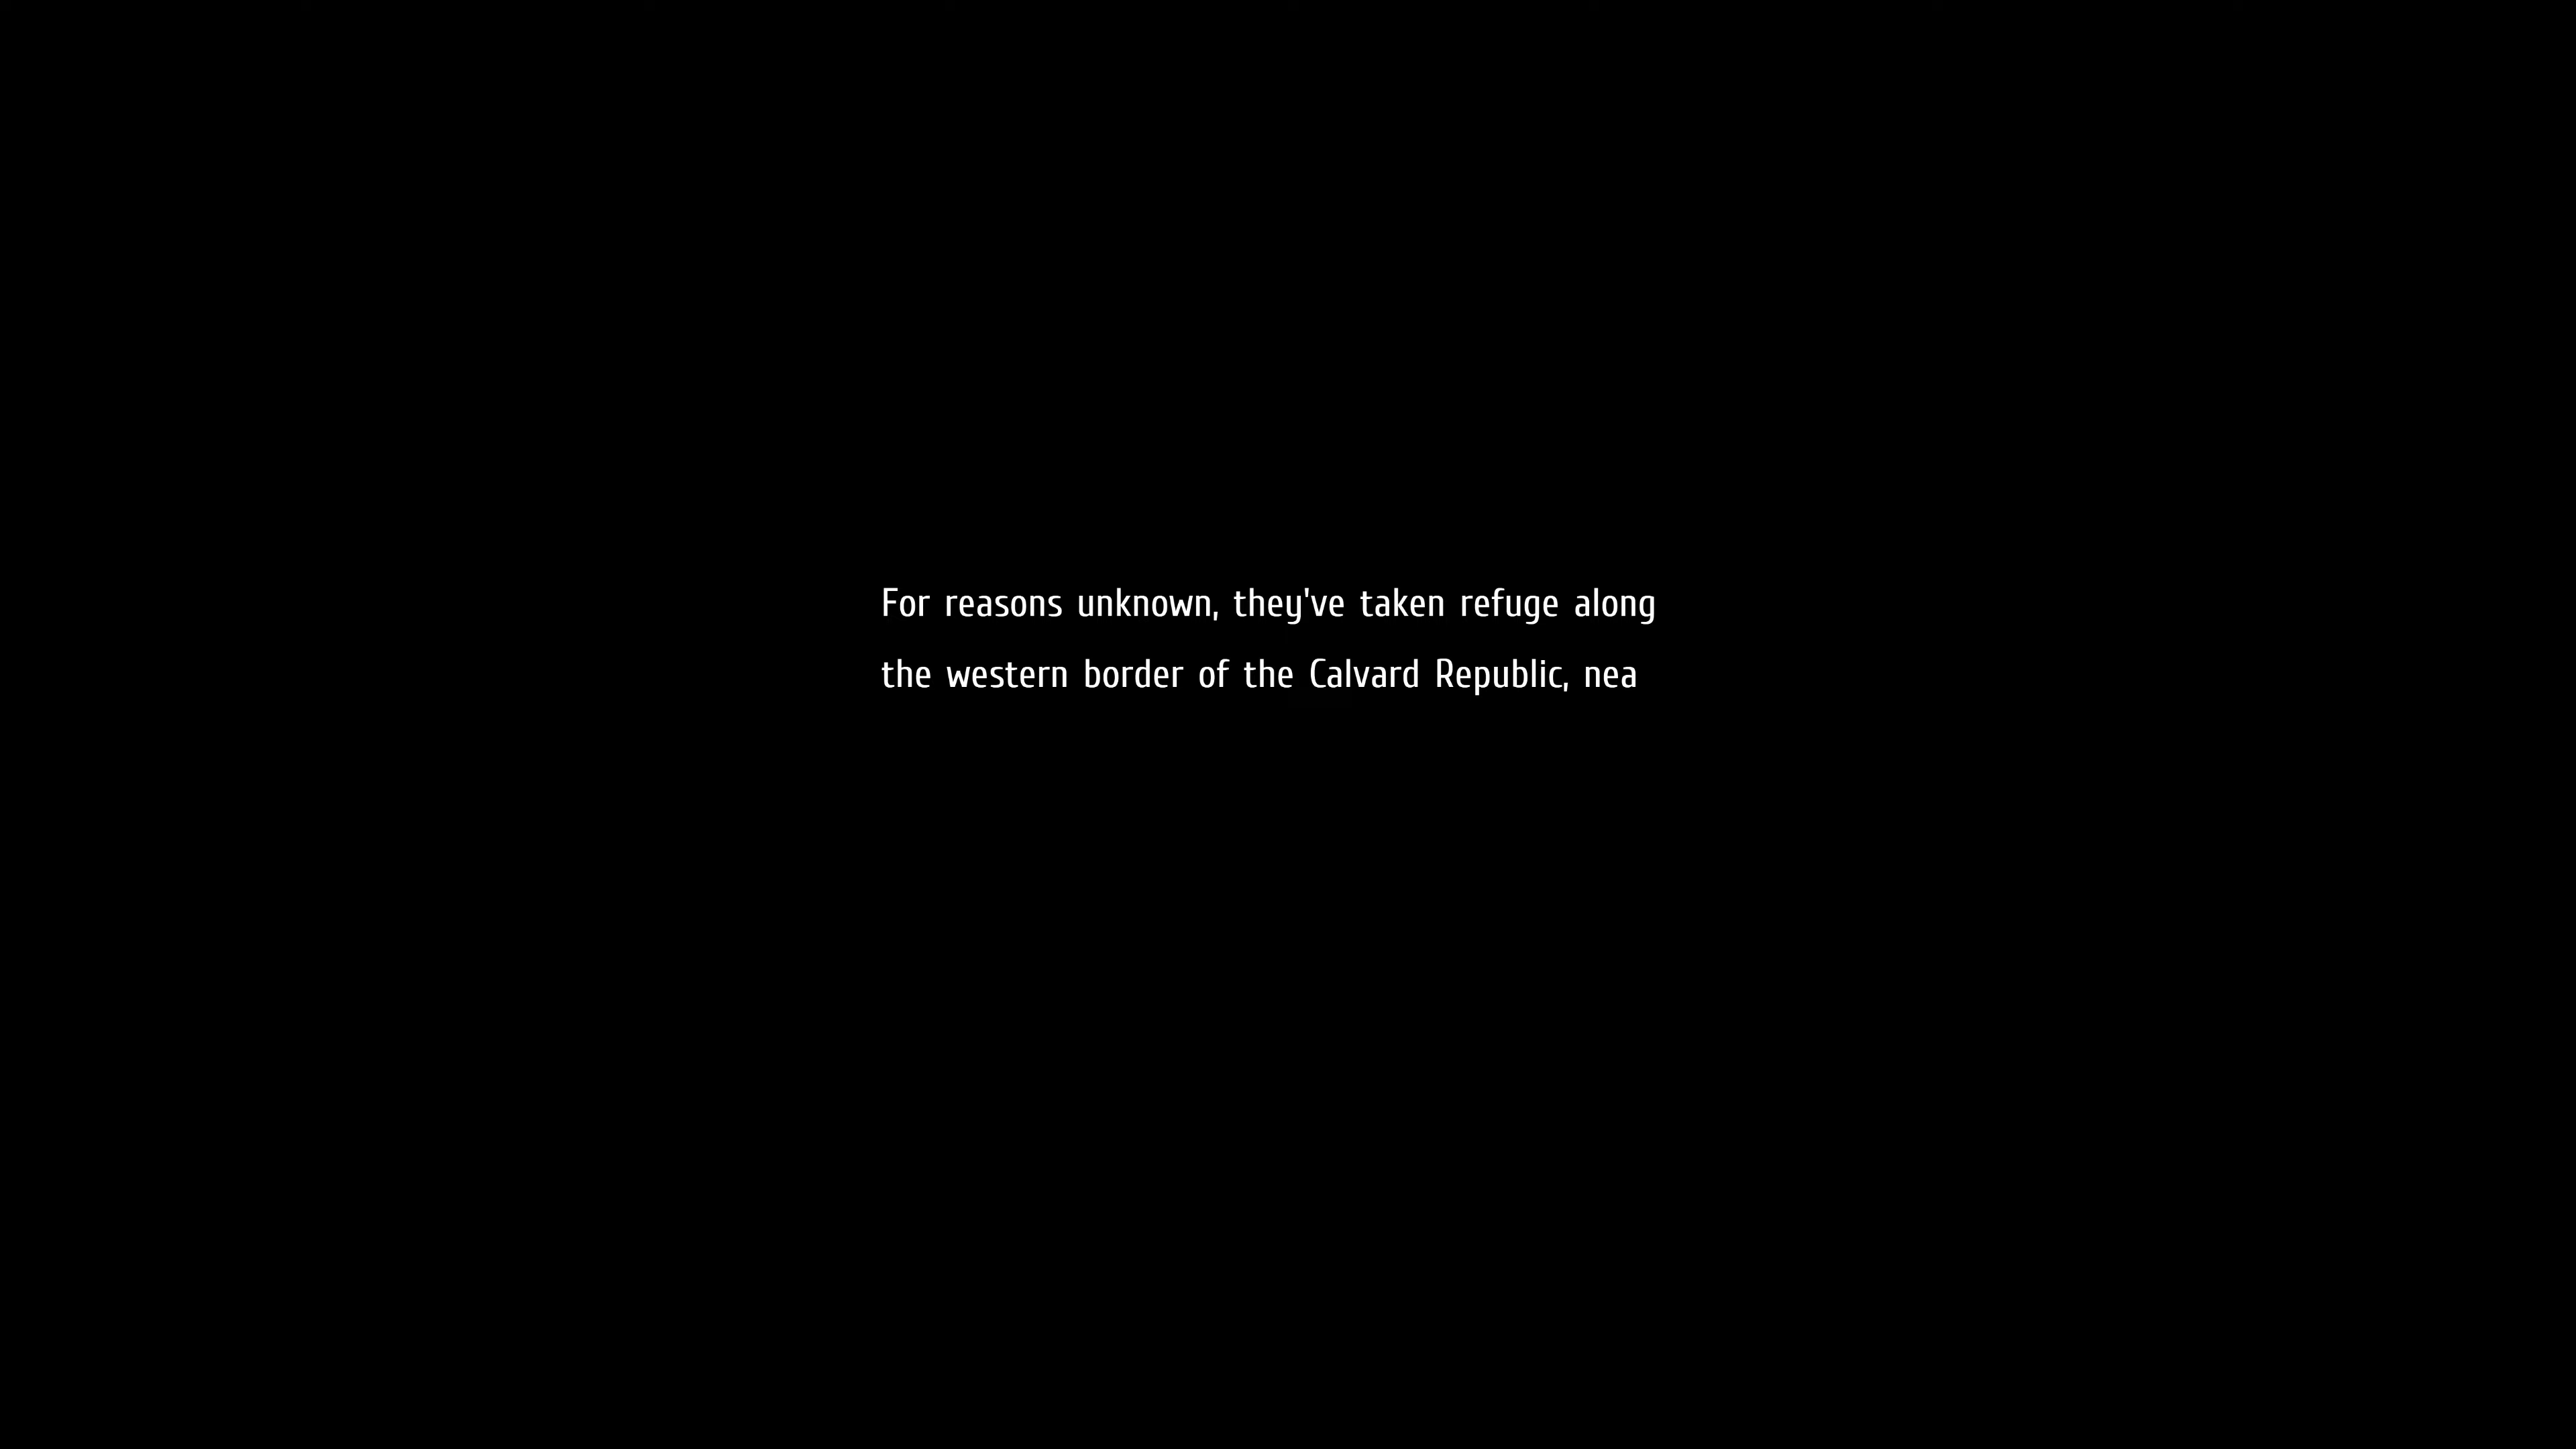 For reasons unknown, they've taken refuge along
the western border of the Calvard Republic, nea